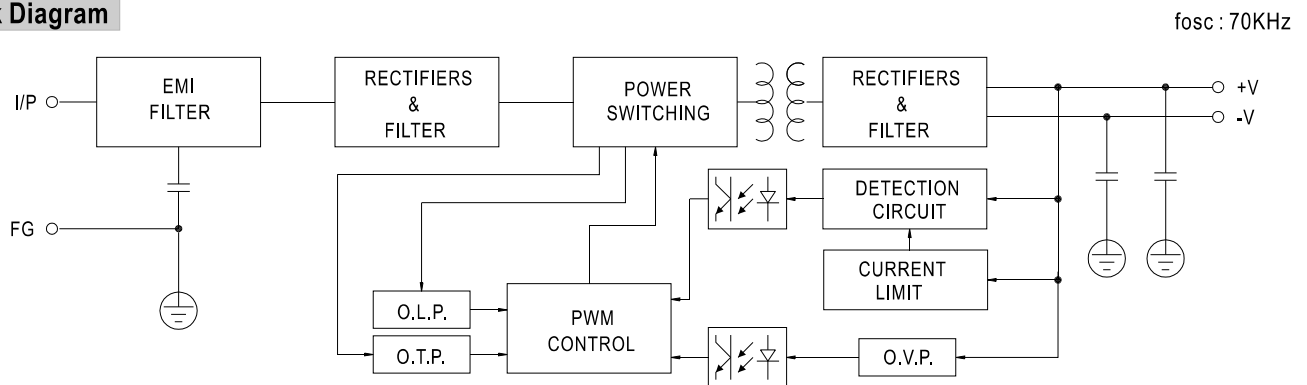 Diagram
fosc : 70KHz
I/P
EMI
FILTER
RECTIFIERS
&
FILTER
POWER
SWITCHING
RECTIFIERS
&
FILTER
+V
-V
DETECTION
CIRCUIT
FG
CURRENT
LIMIT
O.L.P.
PWM
CONTROL
O.T.P.
O.V.P.